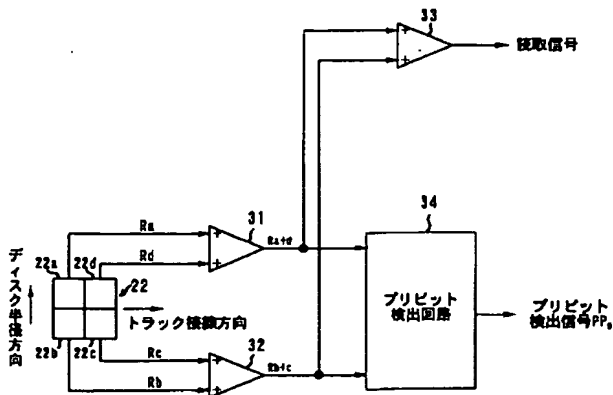 33
読取信号
34
31
Ra
Rd
Ra+d
22a
22d
22
ディスク半径方向
トラック接線方向
プリピット
検出回路
プリピット
検出信号PPD
22b
22c
Rc
Rb
32
Rb+c